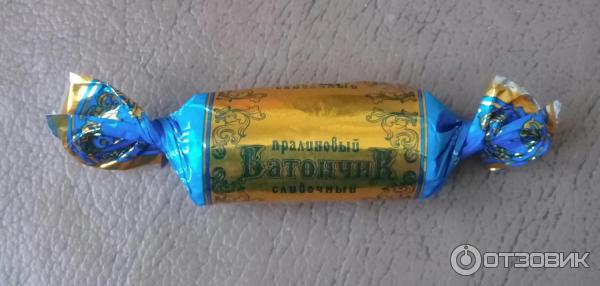 пралиновый
Батончик
сливочный
ОТЗОВИК